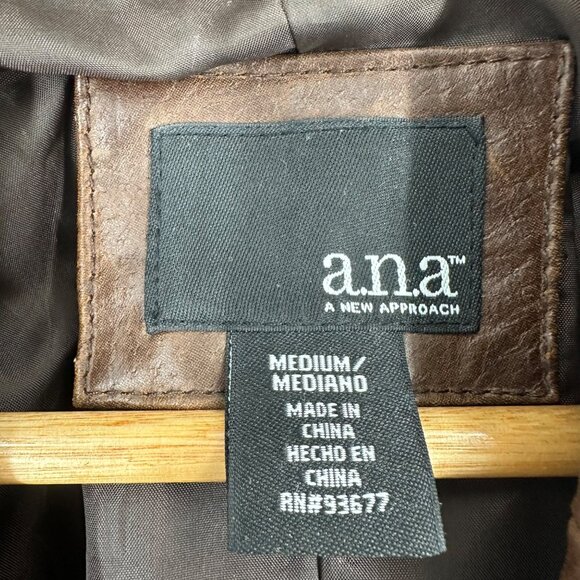 a.n.a™
A NEW APPROACH
MEDIUM/
MEDIANO
MADE IN
CHINA
HECHO EN
CHINA
RN#93677